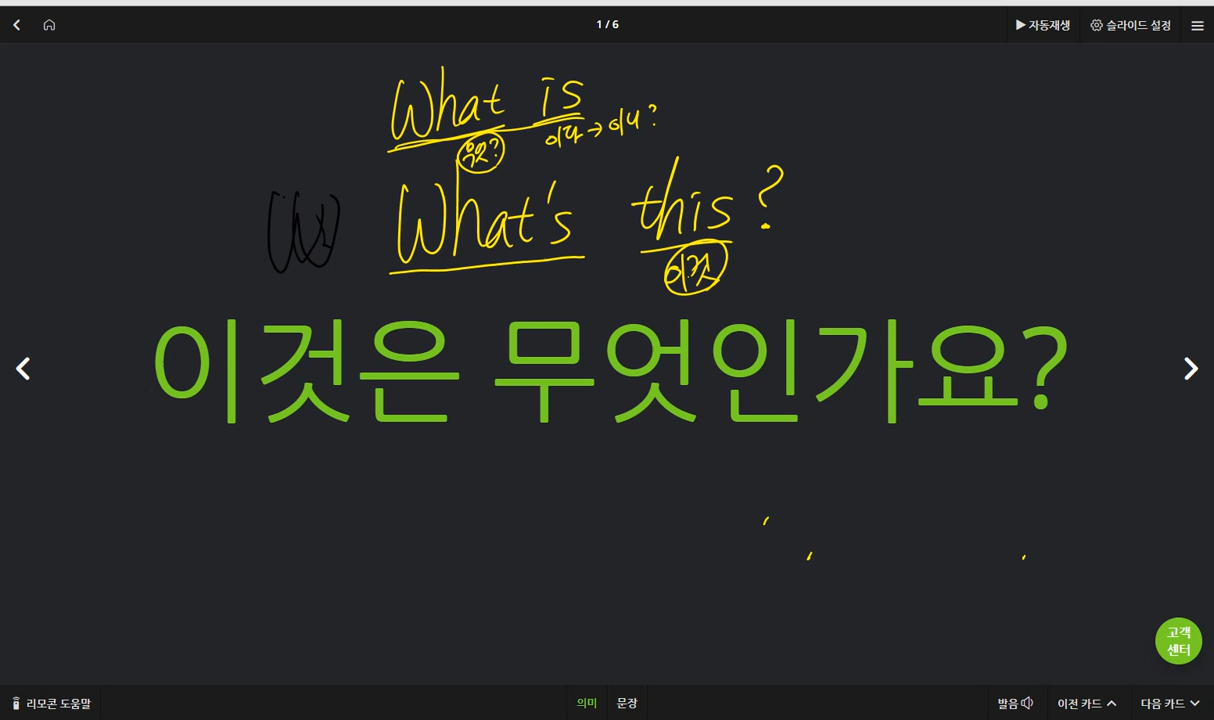 1 / 6
▶ 자동재생
슬라이드 설정
What is
무엇?
이다 → 이니?
What's this?
이것
이것은 무엇인가요?
고객
센터
리모콘 도움말
의미
문장
발음
이전 카드
다음 카드